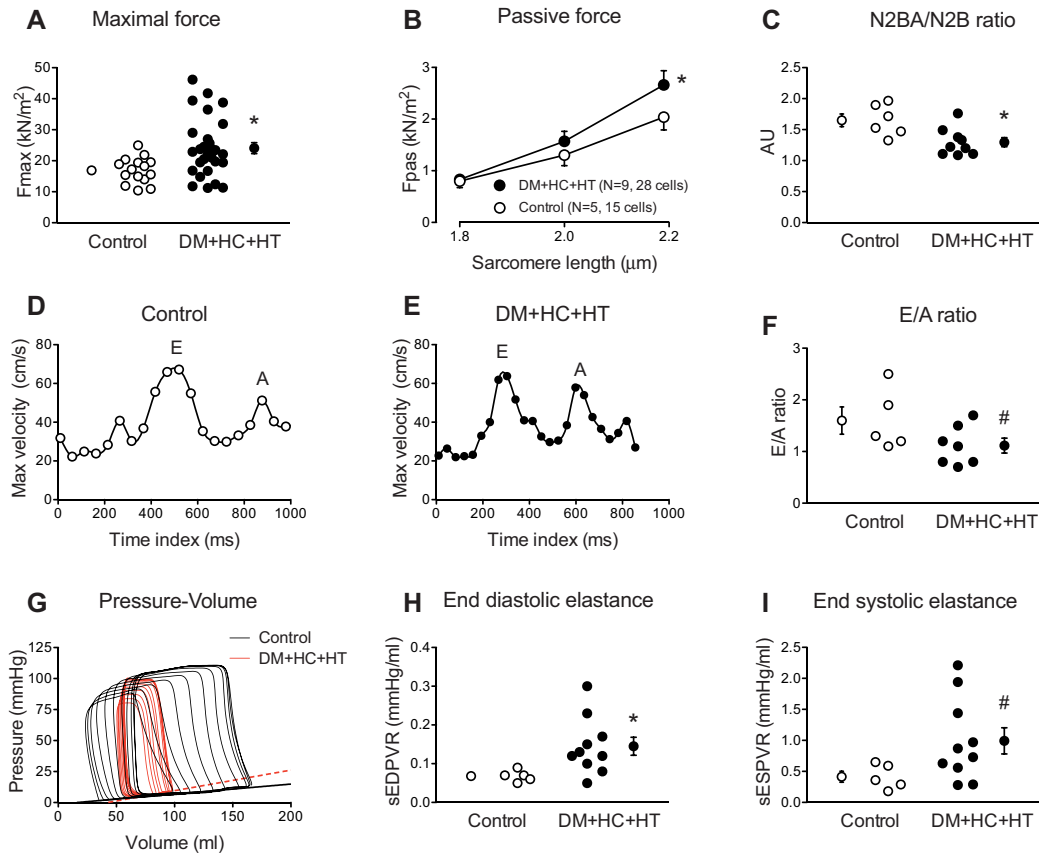 A Maximal force
Fmax (kN/m²)
50
40
30
20
10
0
*
Control DM+HC+HT
B Passive force
Fpas (kN/m²)
3
2
1
0
*
DM+HC+HT (N=9, 28 cells)
Control (N=5, 15 cells)
1.8 2.0 2.2
Sarcomere length (μm)
C N2BA/N2B ratio
AU
2.5
2.0
1.5
1.0
0.5
0.0
*
Control DM+HC+HT
D Control
Max velocity (cm/s)
80
60
40
20
0
E
A
0 200 400 600 800 1000
Time index (ms)
E DM+HC+HT
Max velocity (cm/s)
80
60
40
20
0
E
A
0 200 400 600 800 1000
Time index (ms)
F E/A ratio
E/A ratio
3
2
1
0
#
Control DM+HC+HT
G Pressure-Volume
Pressure (mmHg)
125
100
75
50
25
0
Control
DM+HC+HT
0 50 100 150 200
Volume (ml)
H End diastolic elastance
sEDPVR (mmHg/ml)
0.4
0.3
0.2
0.1
0.0
*
Control DM+HC+HT
I End systolic elastance
sESPVR (mmHg/ml)
2.5
2.0
1.5
1.0
0.5
0.0
#
Control DM+HC+HT